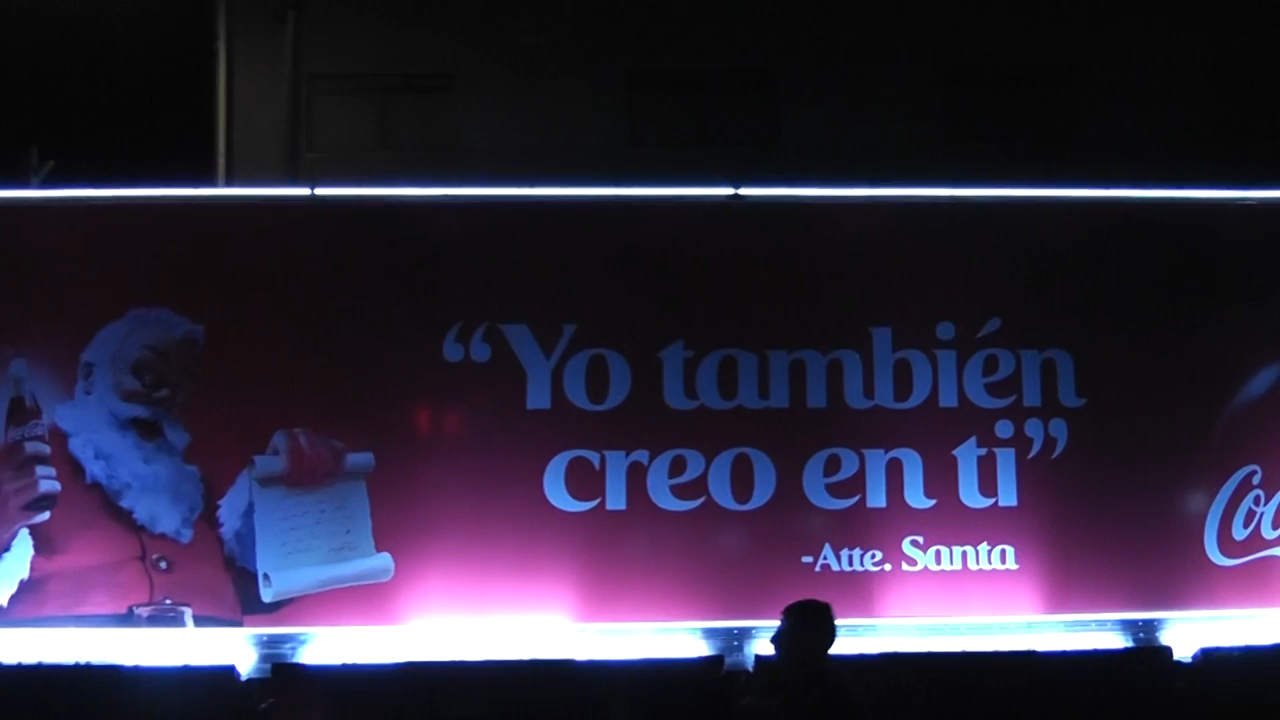 “Yo también
creo en ti”
-Atte. Santa